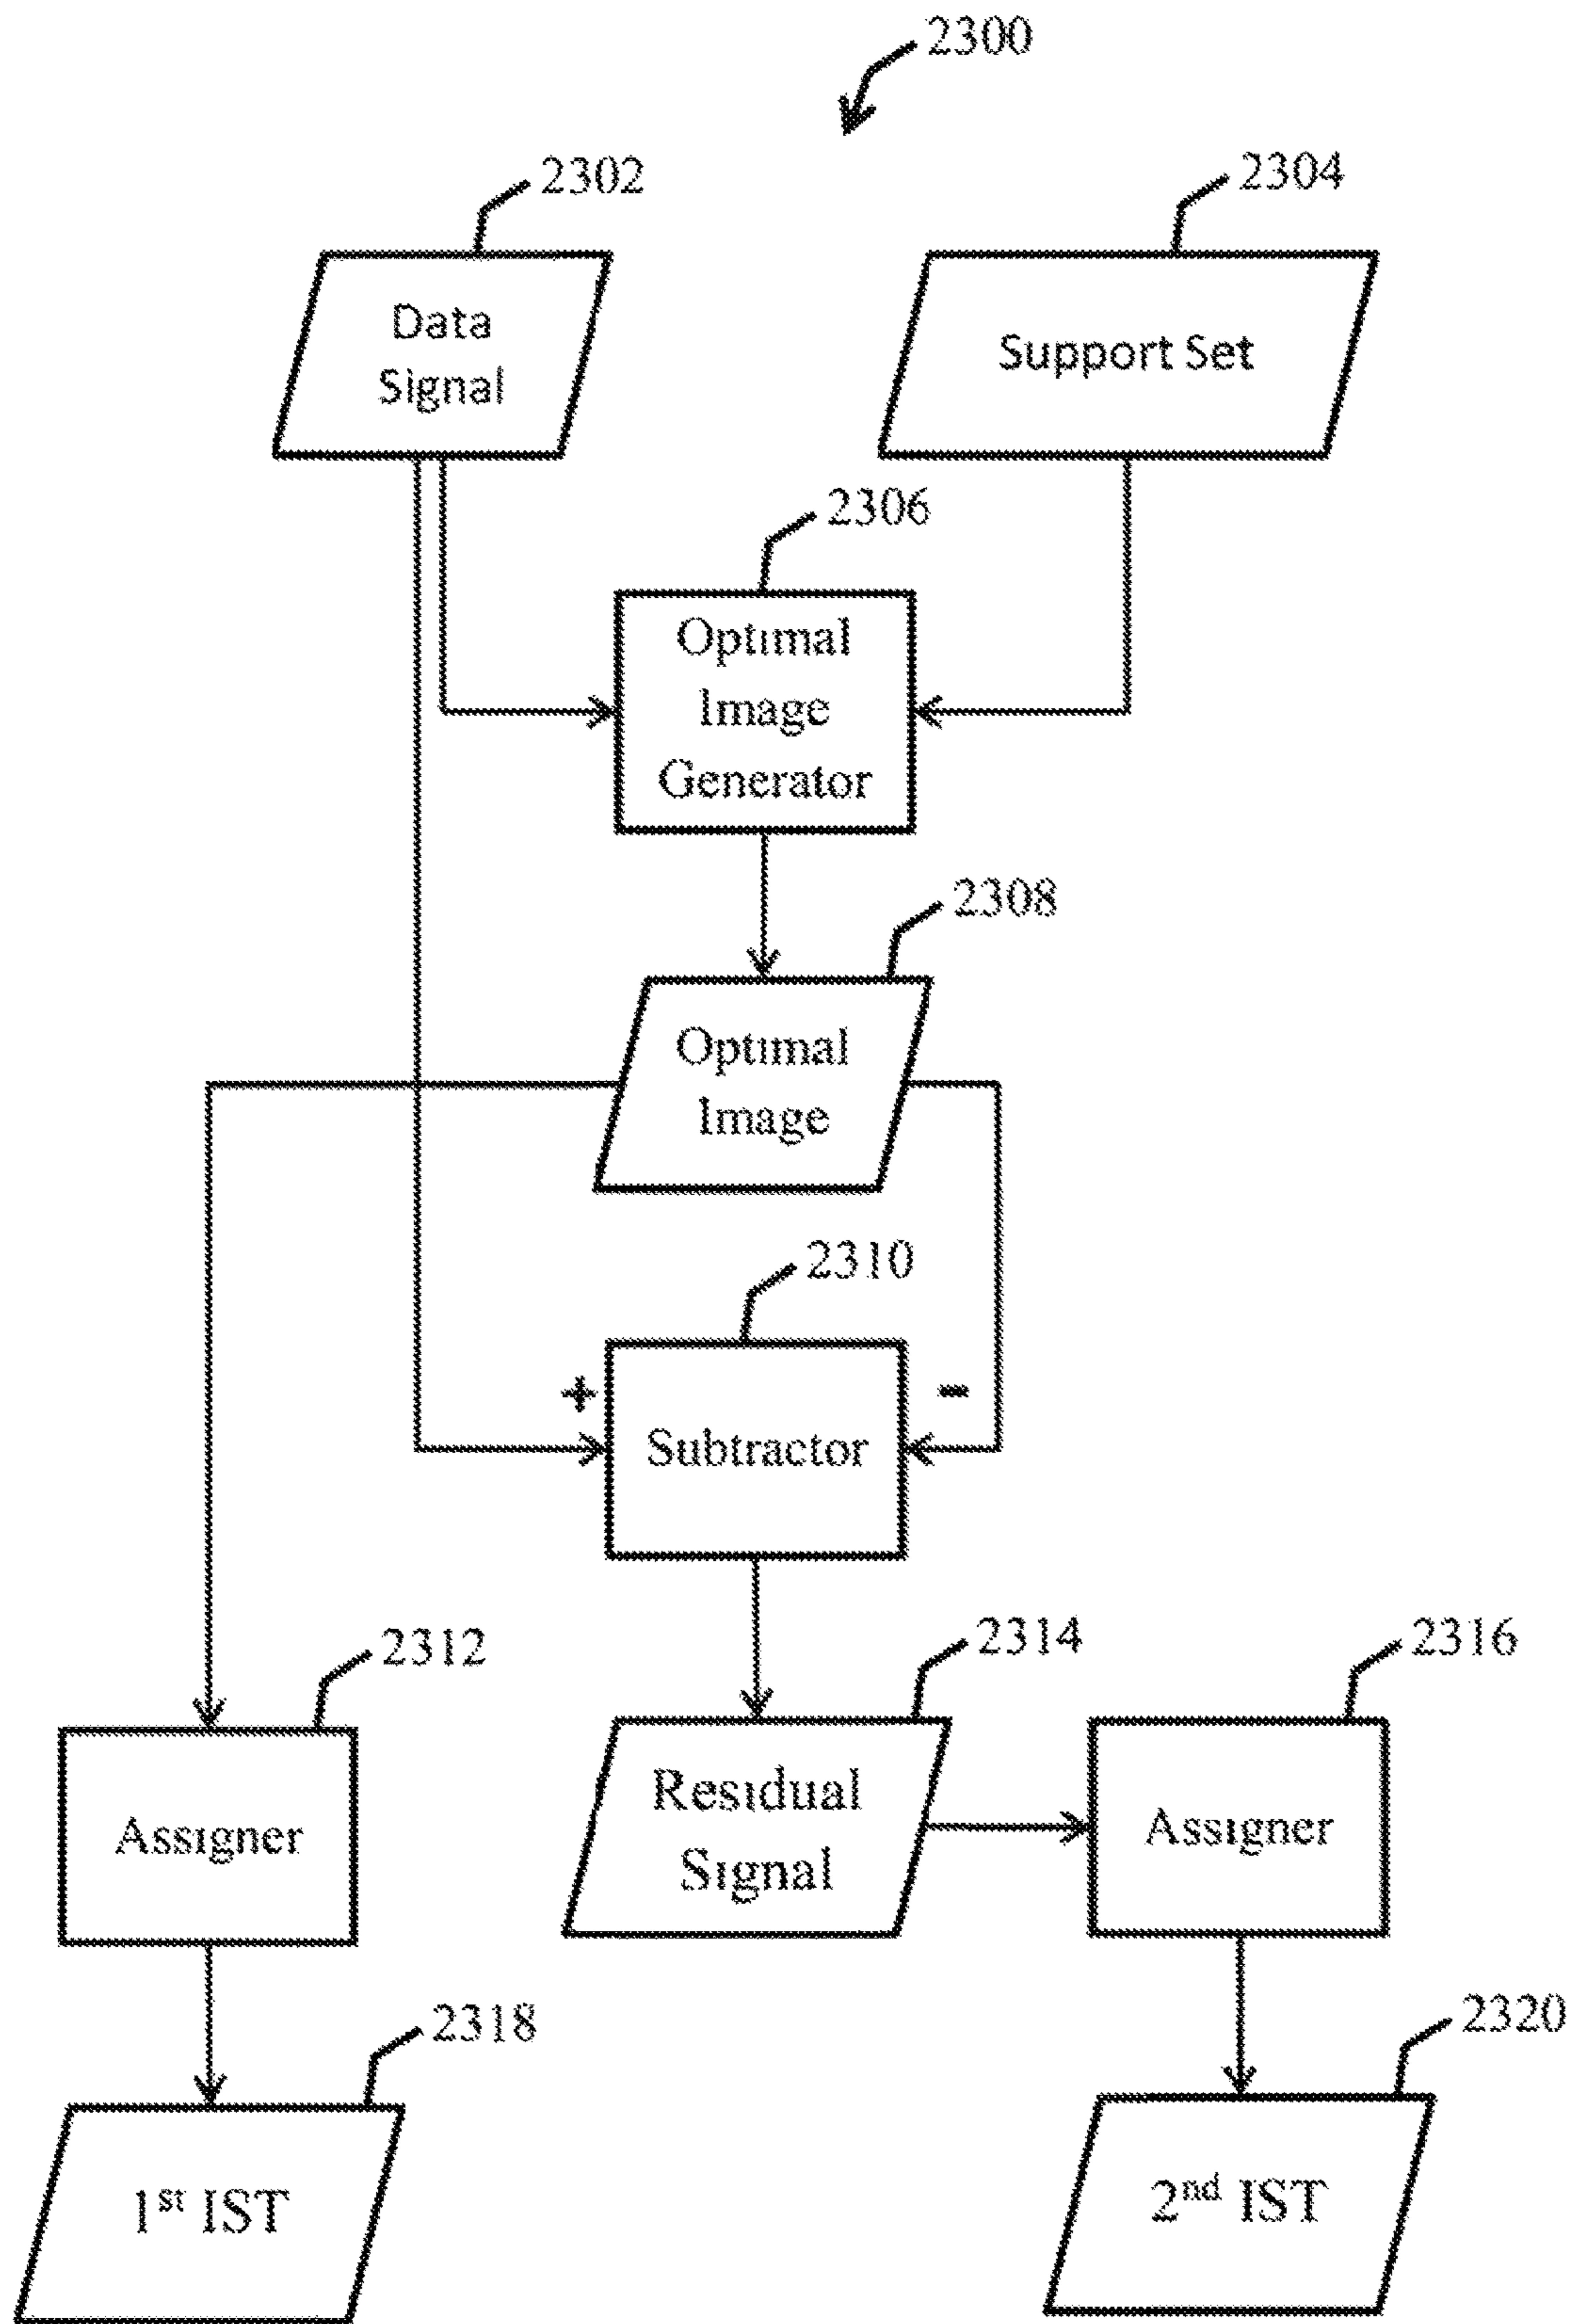 2300
2302
2304
Data
Signal
Support Set
2306
Optimal
Image
Generator
2308
Optimal
Image
2310
+
-
Subtractor
2312
2314
2316
Assigner
Residual
Signal
Assigner
2318
2320
1st IST
2nd IST